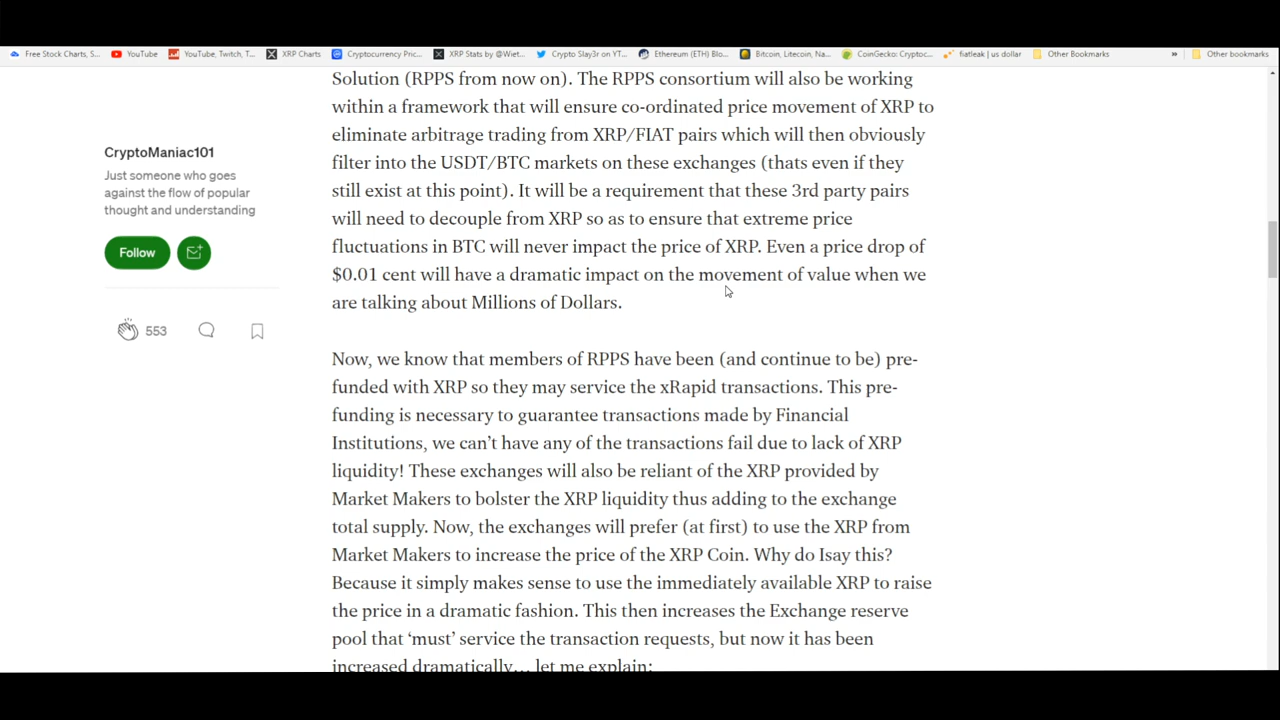 Free Stock Charts, S...
YouTube
YouTube, Twitch, T...
XRP Charts
Cryptocurrency Pric...
XRP Stats by @Wiet...
Crypto Slay3r on YT...
Ethereum (ETH) Blo...
Bitcoin, Litecoin, Na...
CoinGecko: Cryptoc...
fiatleak | us dollar
Other Bookmarks
»
Other bookmarks
CryptoManiac101
Just someone who goes
against the flow of popular
thought and understanding
Follow
553
Solution (RPPS from now on). The RPPS consortium will also be working
within a framework that will ensure co-ordinated price movement of XRP to
eliminate arbitrage trading from XRP/FIAT pairs which will then obviously
filter into the USDT/BTC markets on these exchanges (thats even if they
still exist at this point). It will be a requirement that these 3rd party pairs
will need to decouple from XRP so as to ensure that extreme price
fluctuations in BTC will never impact the price of XRP. Even a price drop of
$0.01 cent will have a dramatic impact on the movement of value when we
are talking about Millions of Dollars.
Now, we know that members of RPPS have been (and continue to be) pre-
funded with XRP so they may service the xRapid transactions. This pre-
funding is necessary to guarantee transactions made by Financial
Institutions, we can’t have any of the transactions fail due to lack of XRP
liquidity! These exchanges will also be reliant of the XRP provided by
Market Makers to bolster the XRP liquidity thus adding to the exchange
total supply. Now, the exchanges will prefer (at first) to use the XRP from
Market Makers to increase the price of the XRP Coin. Why do Isay this?
Because it simply makes sense to use the immediately available XRP to raise
the price in a dramatic fashion. This then increases the Exchange reserve
pool that ‘must’ service the transaction requests, but now it has been
increased dramatically... let me explain: